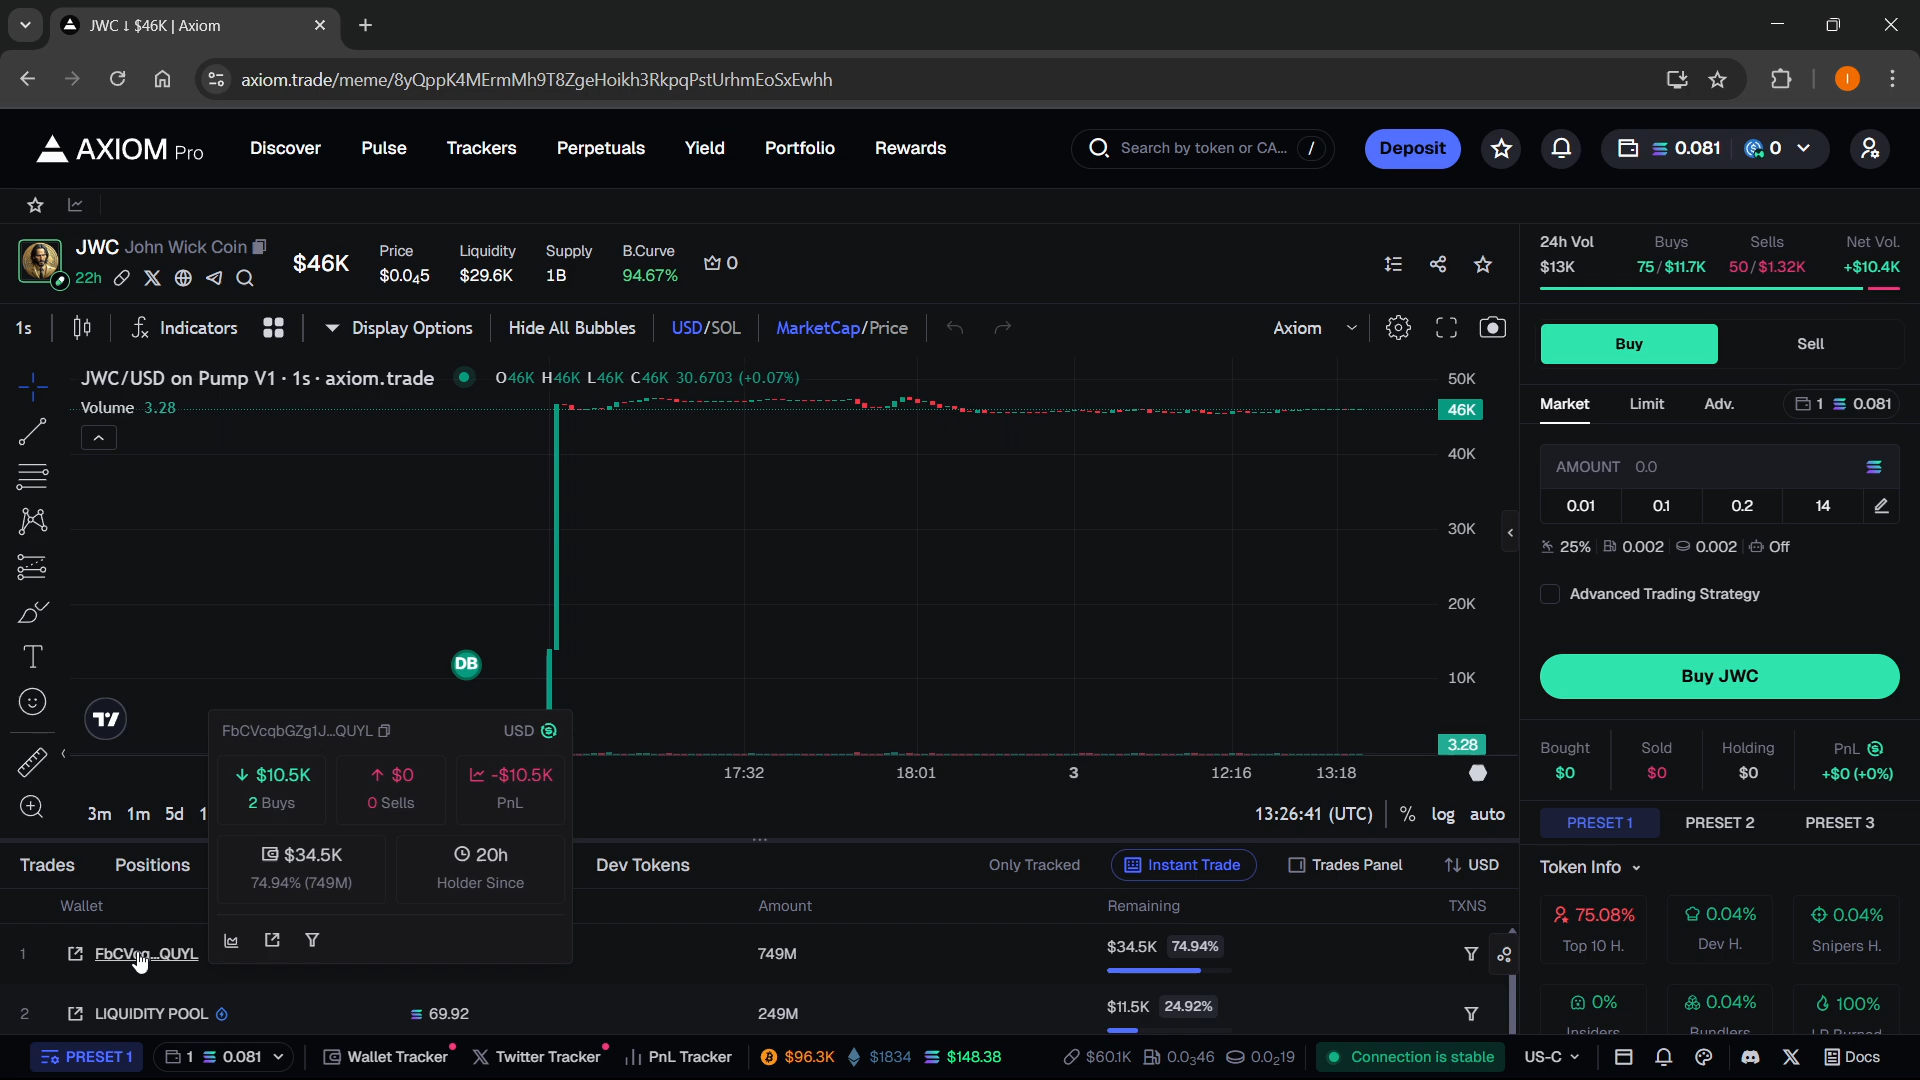 JWC ↓ $46K | Axiom
axiom.trade/meme/8yQppK4MErmMh9T8ZgeHoikh3RkpqPstUrhmEoSxEwhh
AXIOM Pro Discover Pulse Trackers Perpetuals Yield Portfolio Rewards Search by token or CA... / Deposit 0.081 0
JWC John Wick Coin
22h
$46K
Price Liquidity Supply B.Curve
$0.0₄5 $29.6K 1B 94.67% 0
24h Vol Buys Sells Net Vol.
$13K 75 / $11.7K 50 / $1.32K +$10.4K
1s Indicators Display Options Hide All Bubbles USD/SOL MarketCap/Price Axiom
Buy Sell
JWC/USD on Pump V1 · 1s · axiom.trade O46K H46K L46K C46K 30.6703 (+0.07%)
Volume 3.28
50K
46K
40K
30K
20K
10K
3.28
DB
Market Limit Adv. 1 0.081
AMOUNT 0.0
0.01 0.1 0.2 14
25% 0.002 0.002 Off
Advanced Trading Strategy
Buy JWC
Bought Sold Holding PnL
$0 $0 $0 +$0 (+0%)
17:32 18:01 3 12:16 13:18
3m 1m 5d 1
13:26:41 (UTC) % log auto
PRESET 1 PRESET 2 PRESET 3
FbCVcqbGZg1J...QUYL USD
$10.5K $0 -$10.5K
2 Buys 0 Sells PnL
$34.5K 20h
74.94% (749M) Holder Since
Trades Positions Dev Tokens Only Tracked Instant Trade Trades Panel USD
Token Info
Wallet Amount Remaining TXNS
1 FbCVcq...QUYL 749M $34.5K 74.94%
2 LIQUIDITY POOL 69.92 249M $11.5K 24.92%
75.08% 0.04% 0.04%
Top 10 H. Dev H. Snipers H.
0% 0.04% 100%
Insiders Bundlers LP Burned
PRESET 1 1 0.081 Wallet Tracker Twitter Tracker PnL Tracker $96.3K $1834 $148.38 $60.1K 0.0₃46 0.0₂19 Connection is stable US-C Docs